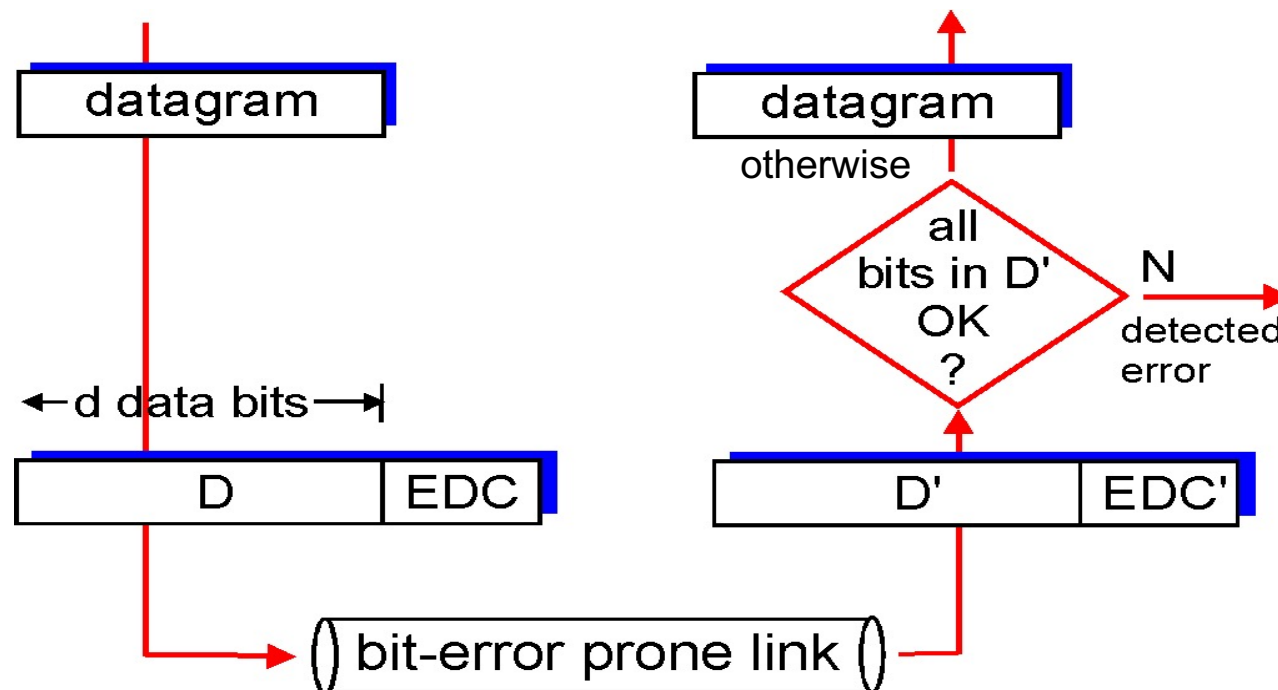 datagram
d data bits
D EDC
bit-error prone link
D' EDC'
all
bits in D'
OK
?
N
detected
error
otherwise
datagram